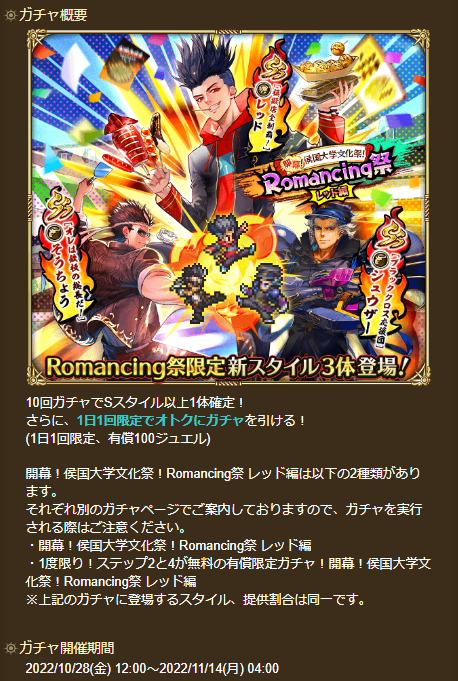 ガチャ概要
SS
「模擬店全制覇！」
レッド
開幕！侯国大学文化祭！
Romancing祭
レッド編
SS
「オレは銀板の総長だ！」
そうちょう
SS
「ブラッククロス応援団」
シュウザー
Romancing祭限定 新スタイル3体 登場！
10回ガチャでSスタイル以上1体確定！
さらに、1日1回限定でオトクにガチャを引ける！
(1日1回限定、有償100ジュエル)
開幕！侯国大学文化祭！Romancing祭 レッド編は以下の2種類があり
ます。
それぞれ別のガチャページでご案内しておりますので、ガチャを実行
される際はご注意ください。
・開幕！侯国大学文化祭！Romancing祭 レッド編
・1度限り！ステップ2と4が無料の有償限定ガチャ！開幕！侯国大学文
化祭！Romancing祭 レッド編
※上記のガチャに登場するスタイル、提供割合は同一です。
ガチャ開催期間
2022/10/28(金) 12:00～2022/11/14(月) 04:00